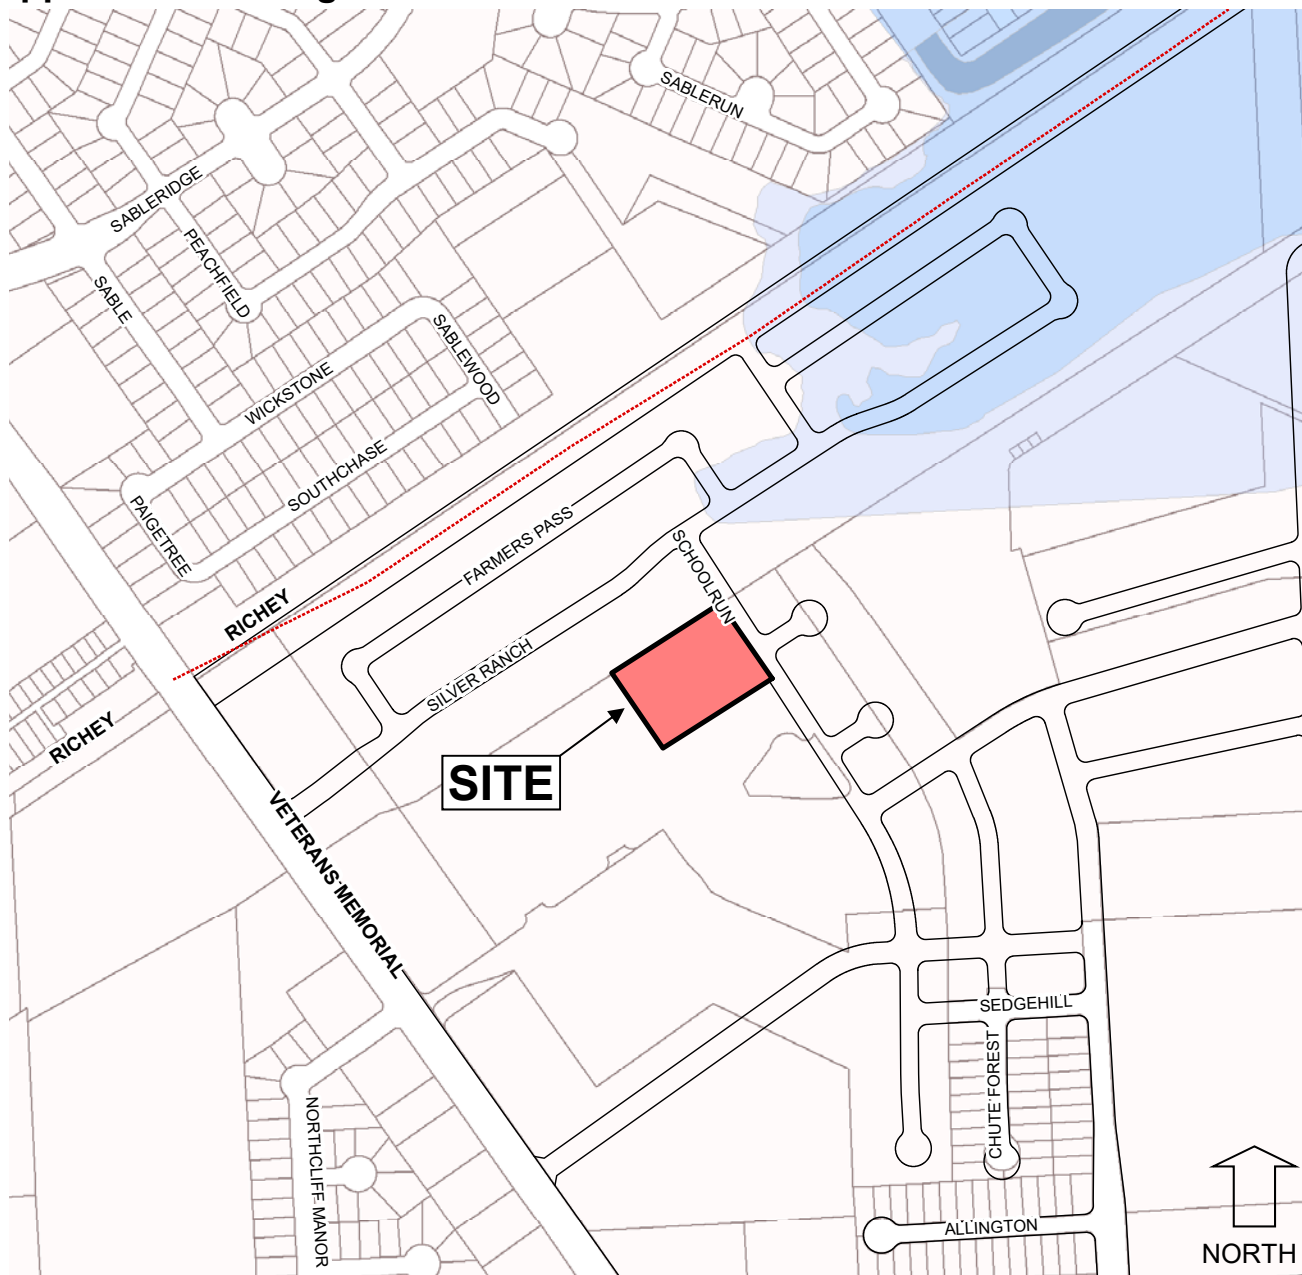 SABLERUN
SABLERIDGE
PEACHFIELD
SABLE
SABLEWOOD
WICKSTONE
SOUTHCHASE
PAIGETREE
FARMERS PASS
SCHOOLRUN
RICHEY
SILVER RANCH
RICHEY
SITE
VETERANS MEMORIAL
SEDGEHILL
CHUTE FOREST
NORTHCLIFF MANOR
ALLINGTON
NORTH